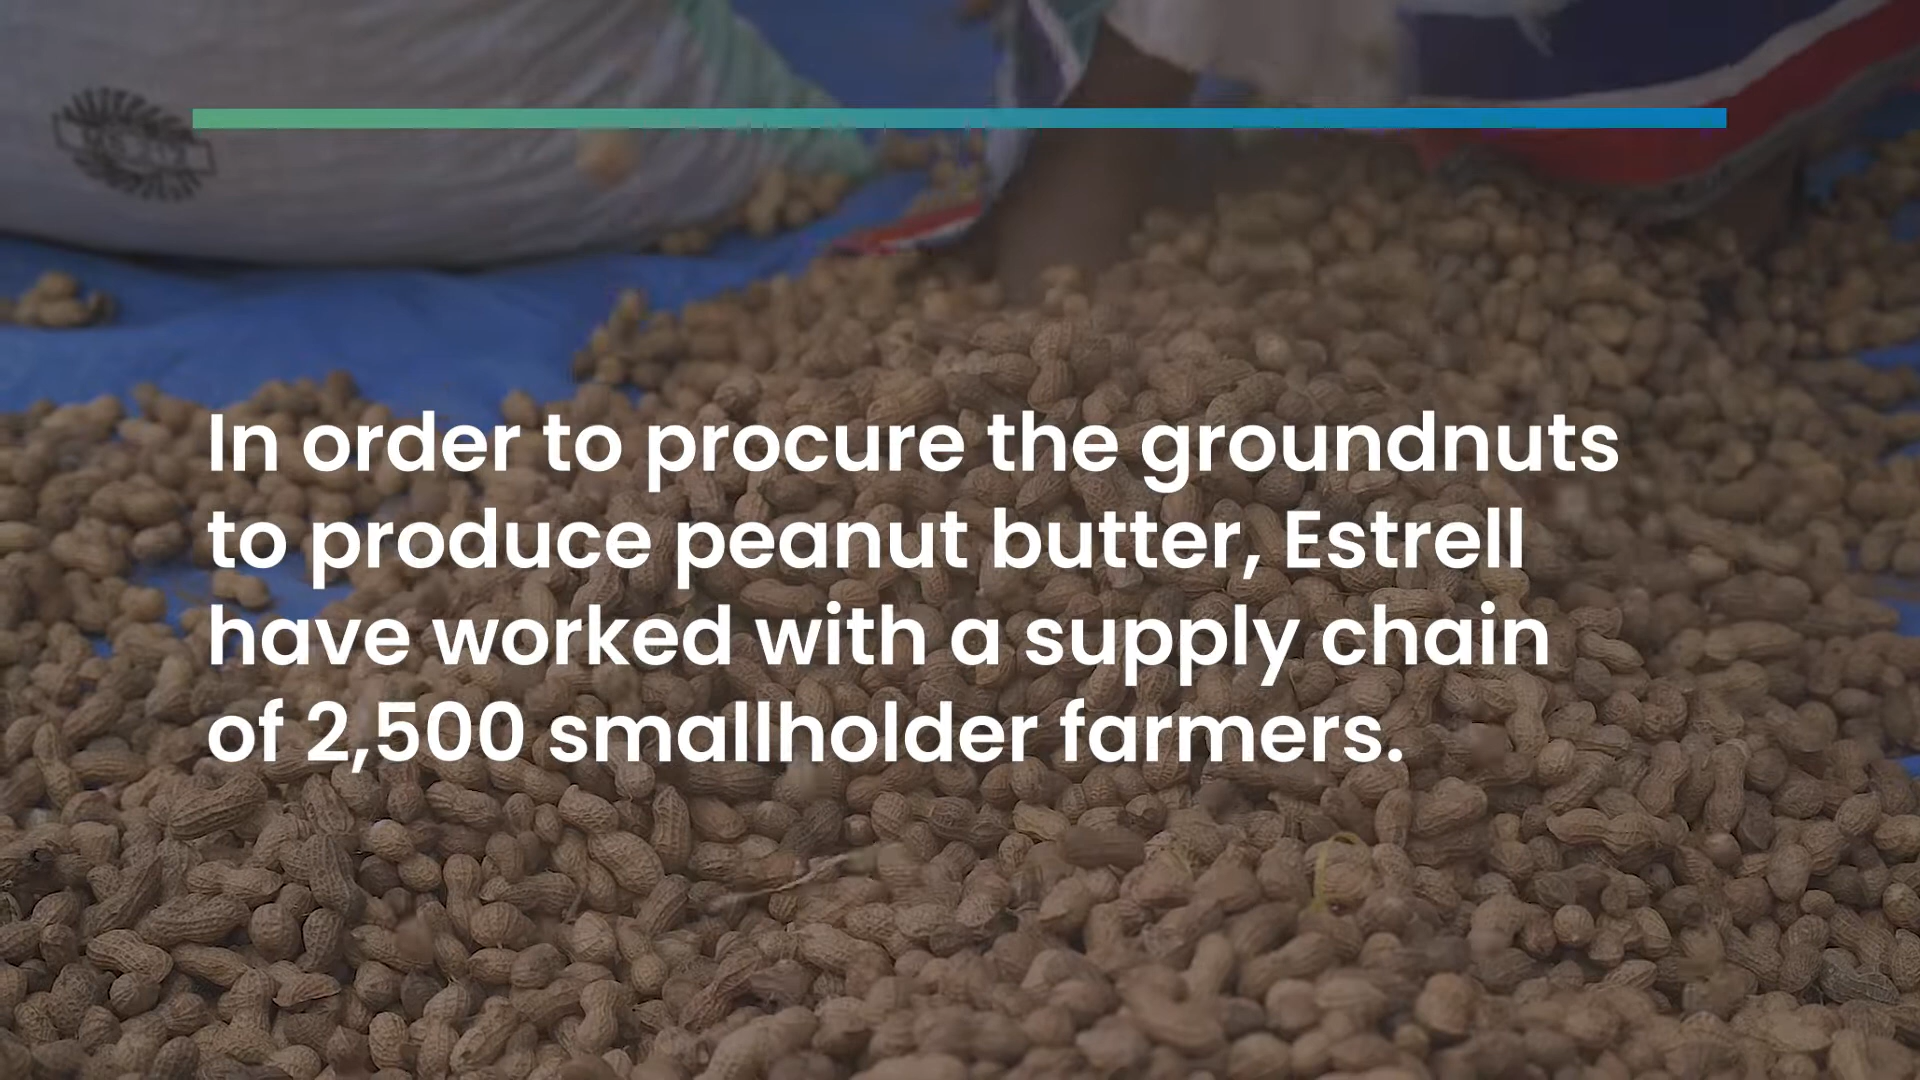 In order to procure the groundnuts
to produce peanut butter, Estrell
have worked with a supply chain
of 2,500 smallholder farmers.